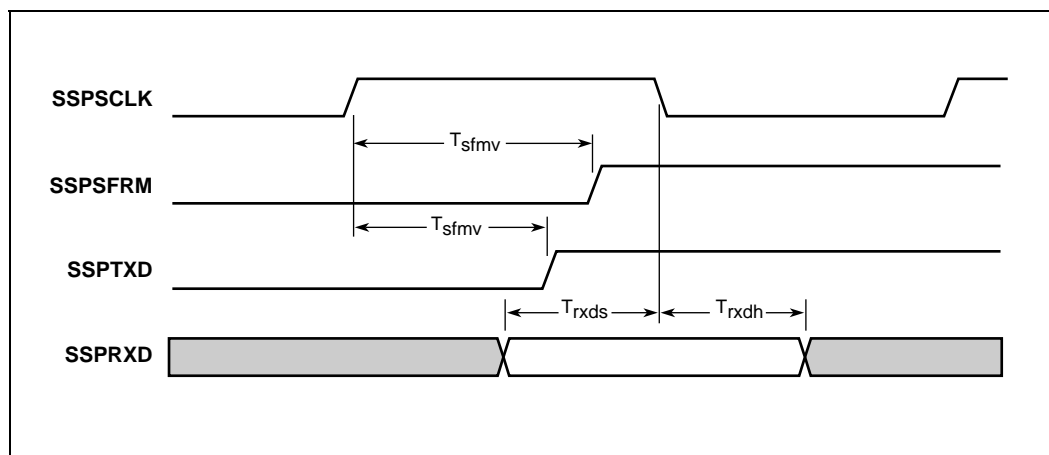 SSPSCLK
Tsfmv
SSPSFRM
Tsfmv
SSPTXD
Trxds
Trxdh
SSPRXD